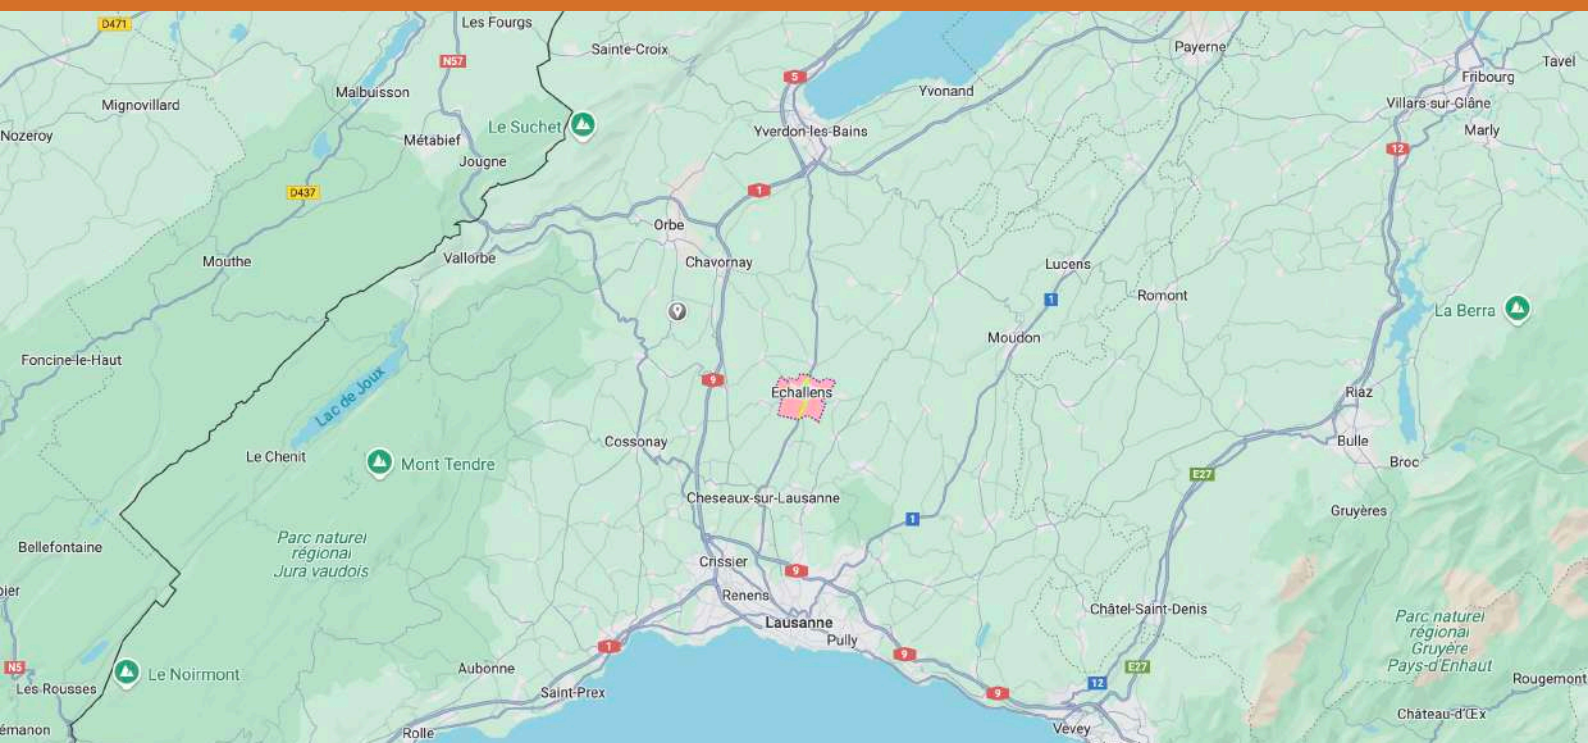 D471
Les Fourgs
Sainte-Croix
5
Payerne
Tavel
N57
Fribourg
Malbuisson
Yvonand
Mignovillard
Villars-sur-Glâne
Le Suchet
Yverdon-les-Bains
Marly
Nozeroy
Métabief
12
Jougne
D437
1
Orbe
Mouthe
Vallorbe
Chavornay
Lucens
Romont
1
La Berra
Moudon
Foncine-le-Haut
9
Échallens
Riaz
Lac de Joux
Cossonay
Bulle
Le Chenit
Mont Tendre
Broc
E27
Cheseaux-sur-Lausanne
Gruyères
1
Parc naturel
régional
Jura vaudois
Bellefontaine
Crissier
9
Renens
Châtel-Saint-Denis
Lausanne
Parc naturel
régional
Gruyère
Pays-d'Enhaut
Pully
1
9
N5
Aubonne
E27
Le Noirmont
Rougemont
Les Rousses
Saint-Prex
12
9
Château-d'Œx
émanon
Rolle
Vevey